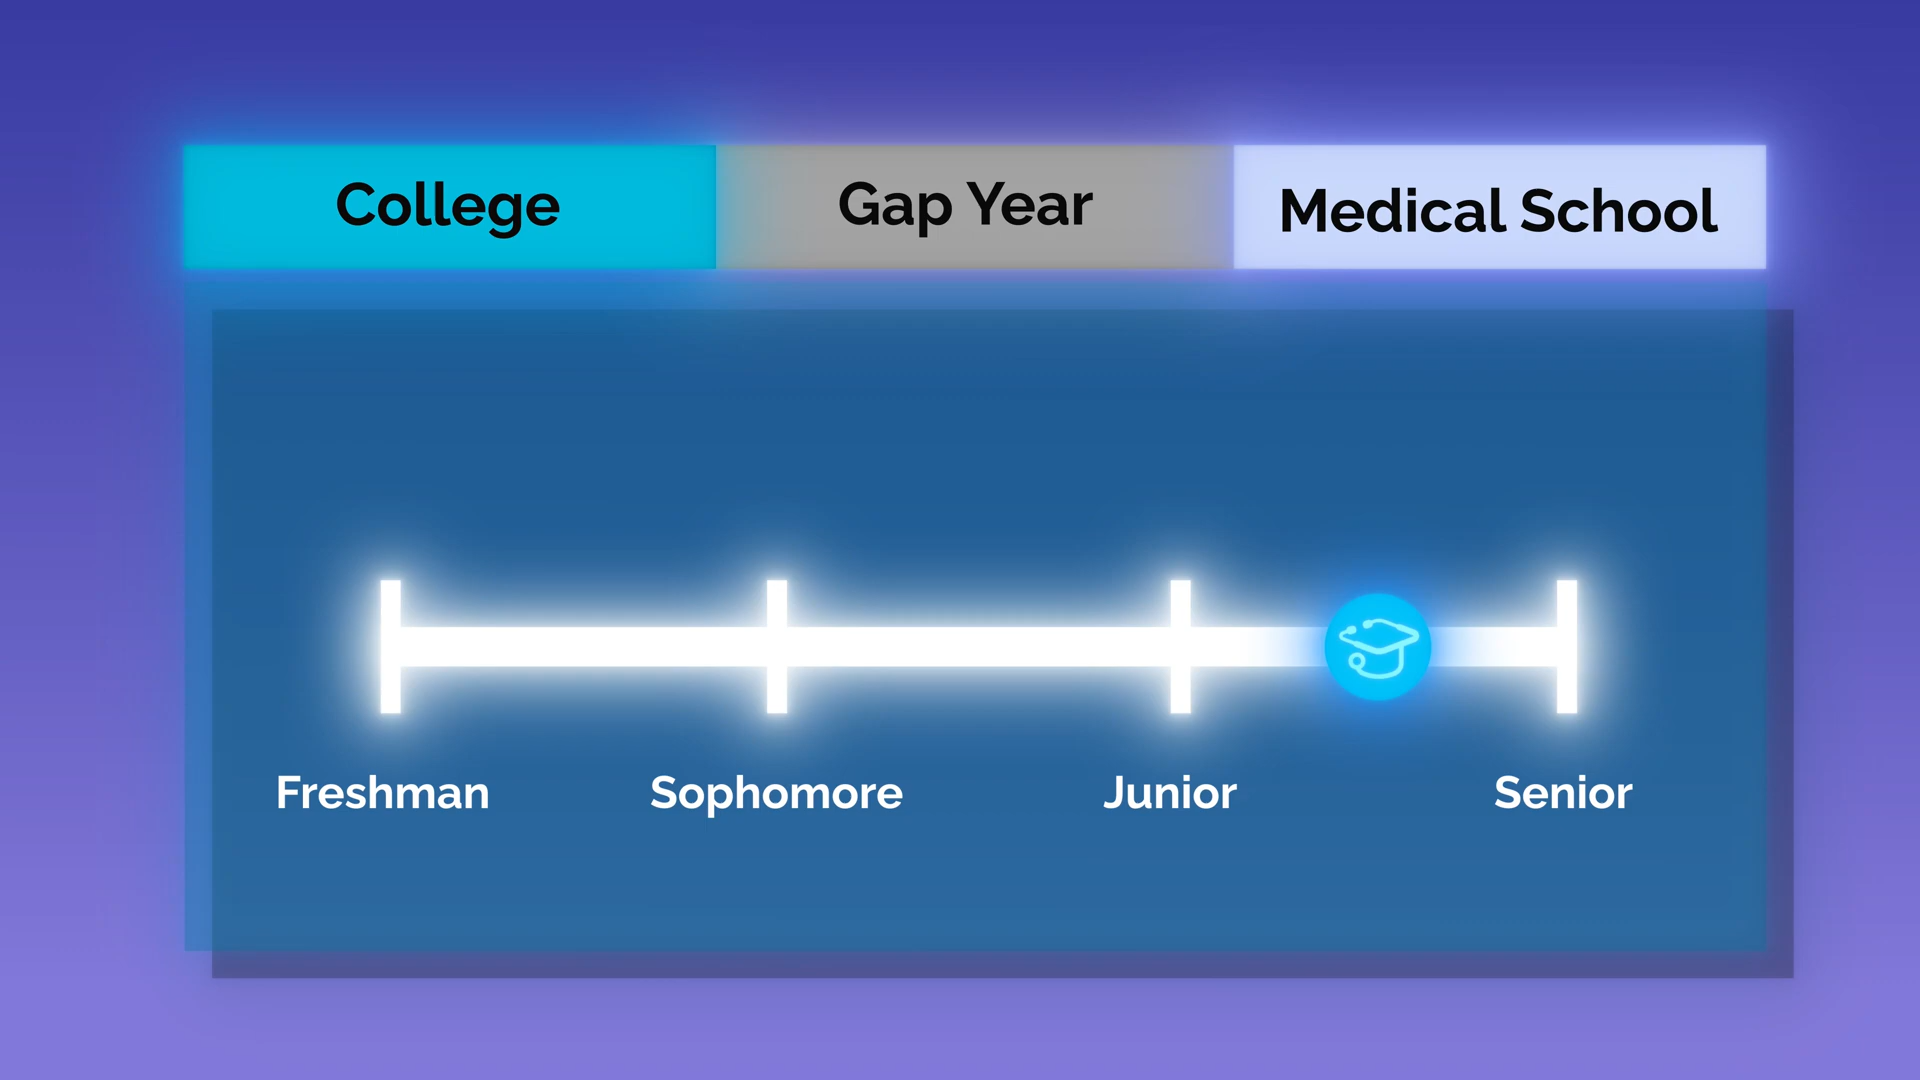 College
Gap Year
Medical School
Freshman
Sophomore
Junior
Senior